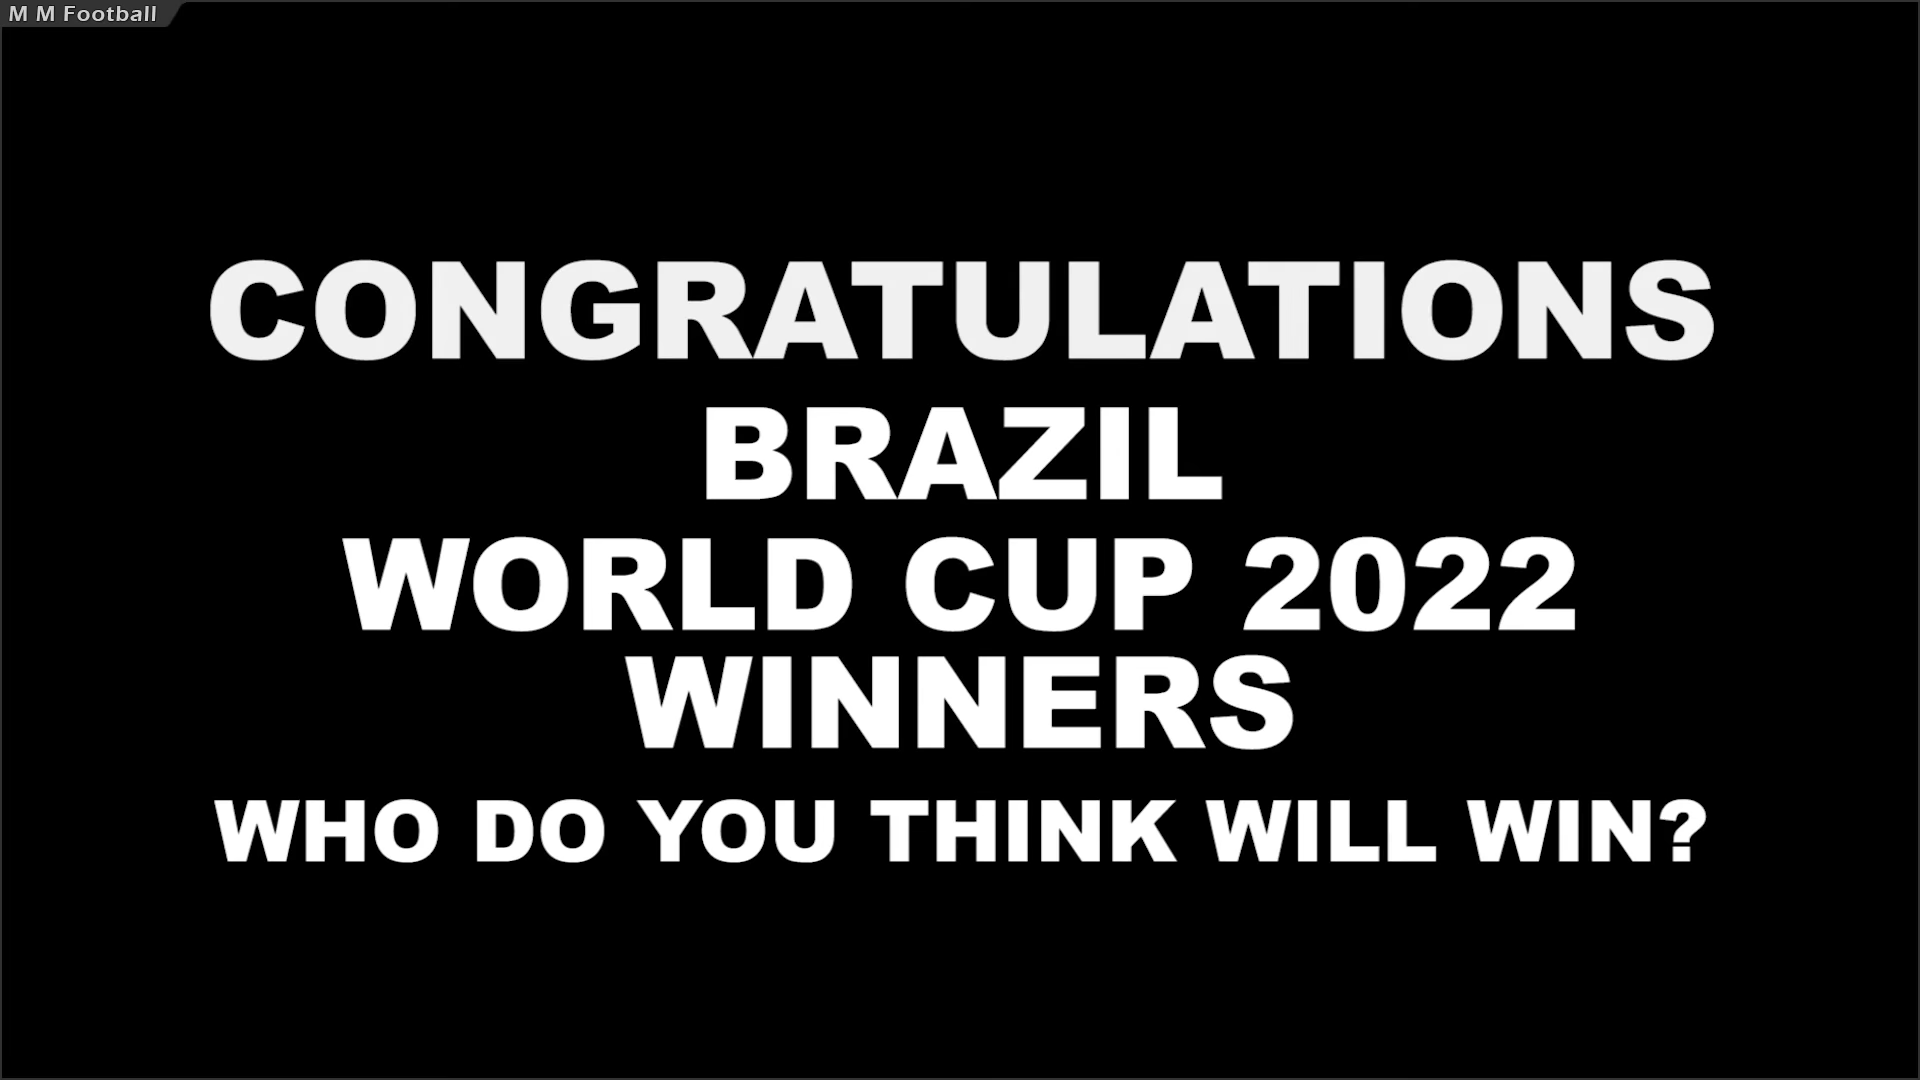 M M Football
CONGRATULATIONS
BRAZIL
WORLD CUP 2022
WINNERS
WHO DO YOU THINK WILL WIN?